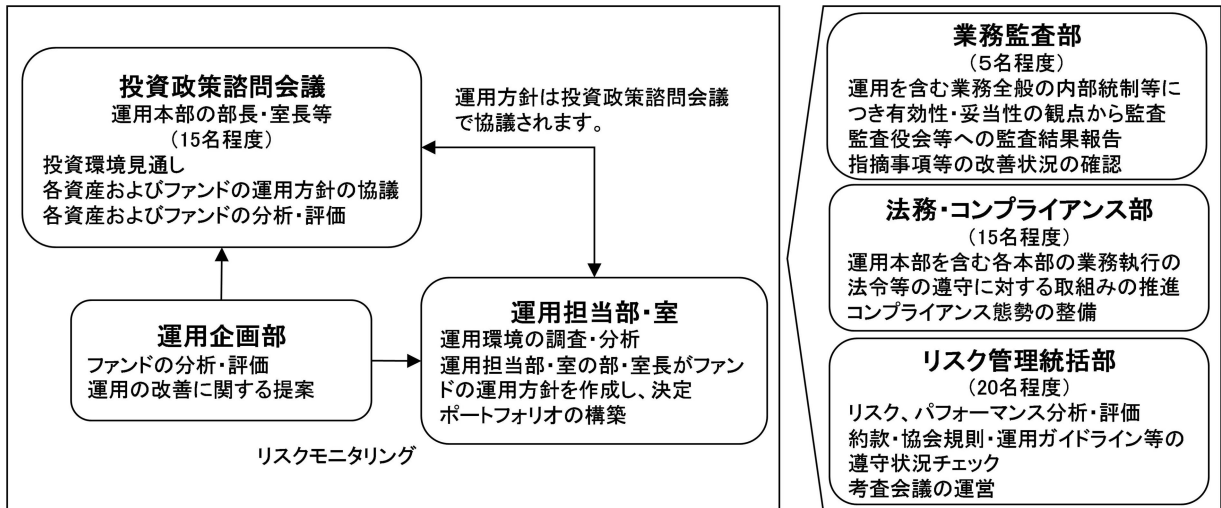 投資政策諮問会議
運用本部の部長・室長等
(15名程度)
投資環境見通し
各資産およびファンドの運用方針の協議
各資産およびファンドの分析・評価
運用方針は投資政策諮問会議
で協議されます。
運用企画部
ファンドの分析・評価
運用の改善に関する提案
運用担当部・室
運用環境の調査・分析
運用担当部・室の部・室長がファン
ドの運用方針を作成し、決定
ポートフォリオの構築
リスクモニタリング
業務監査部
(5名程度)
運用を含む業務全般の内部統制等に
つき有効性・妥当性の観点から監査
監査役会等への監査結果報告
指摘事項等の改善状況の確認
法務・コンプライアンス部
(15名程度)
運用本部を含む各本部の業務執行の
法令等の遵守に対する取組みの推進
コンプライアンス態勢の整備
リスク管理統括部
(20名程度)
リスク、パフォーマンス分析・評価
約款・協会規則・運用ガイドライン等の
遵守状況チェック
考査会議の運営